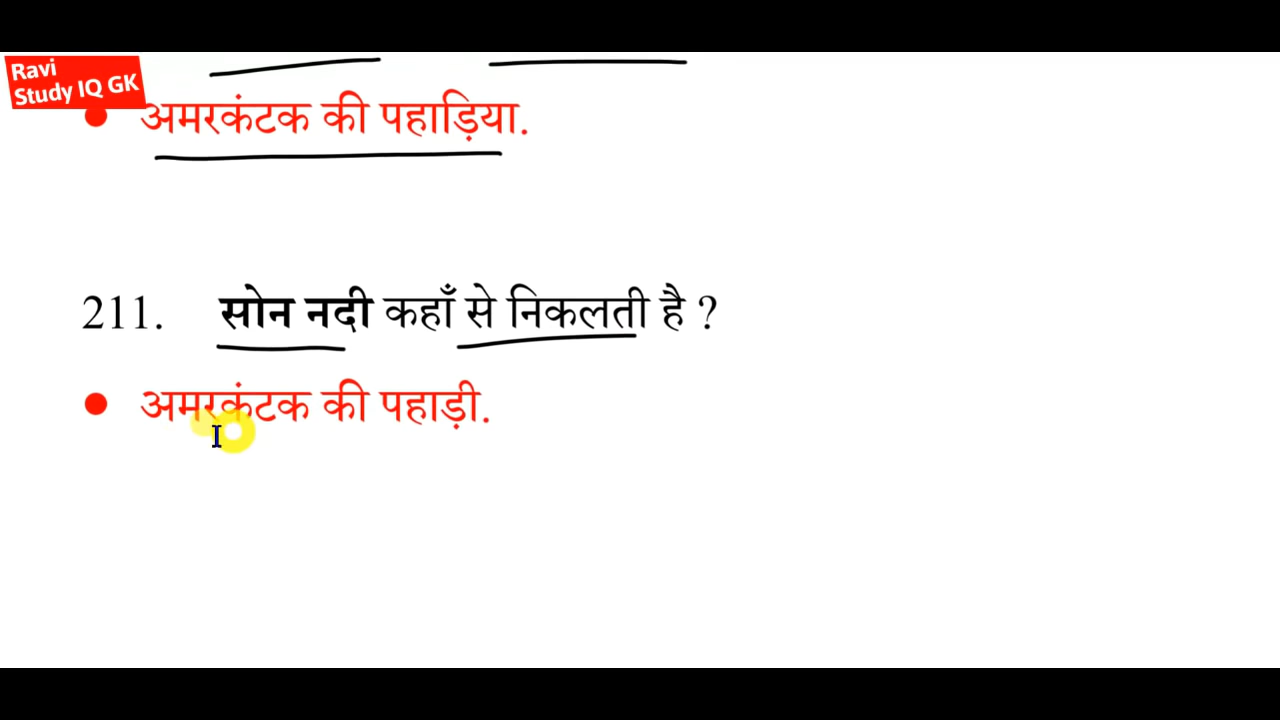 Ravi
Study IQ GK
• अमरकंटक की पहाड़िया.
211. सोन नदी कहाँ से निकलती है ?
• अमरकंटक की पहाड़ी.